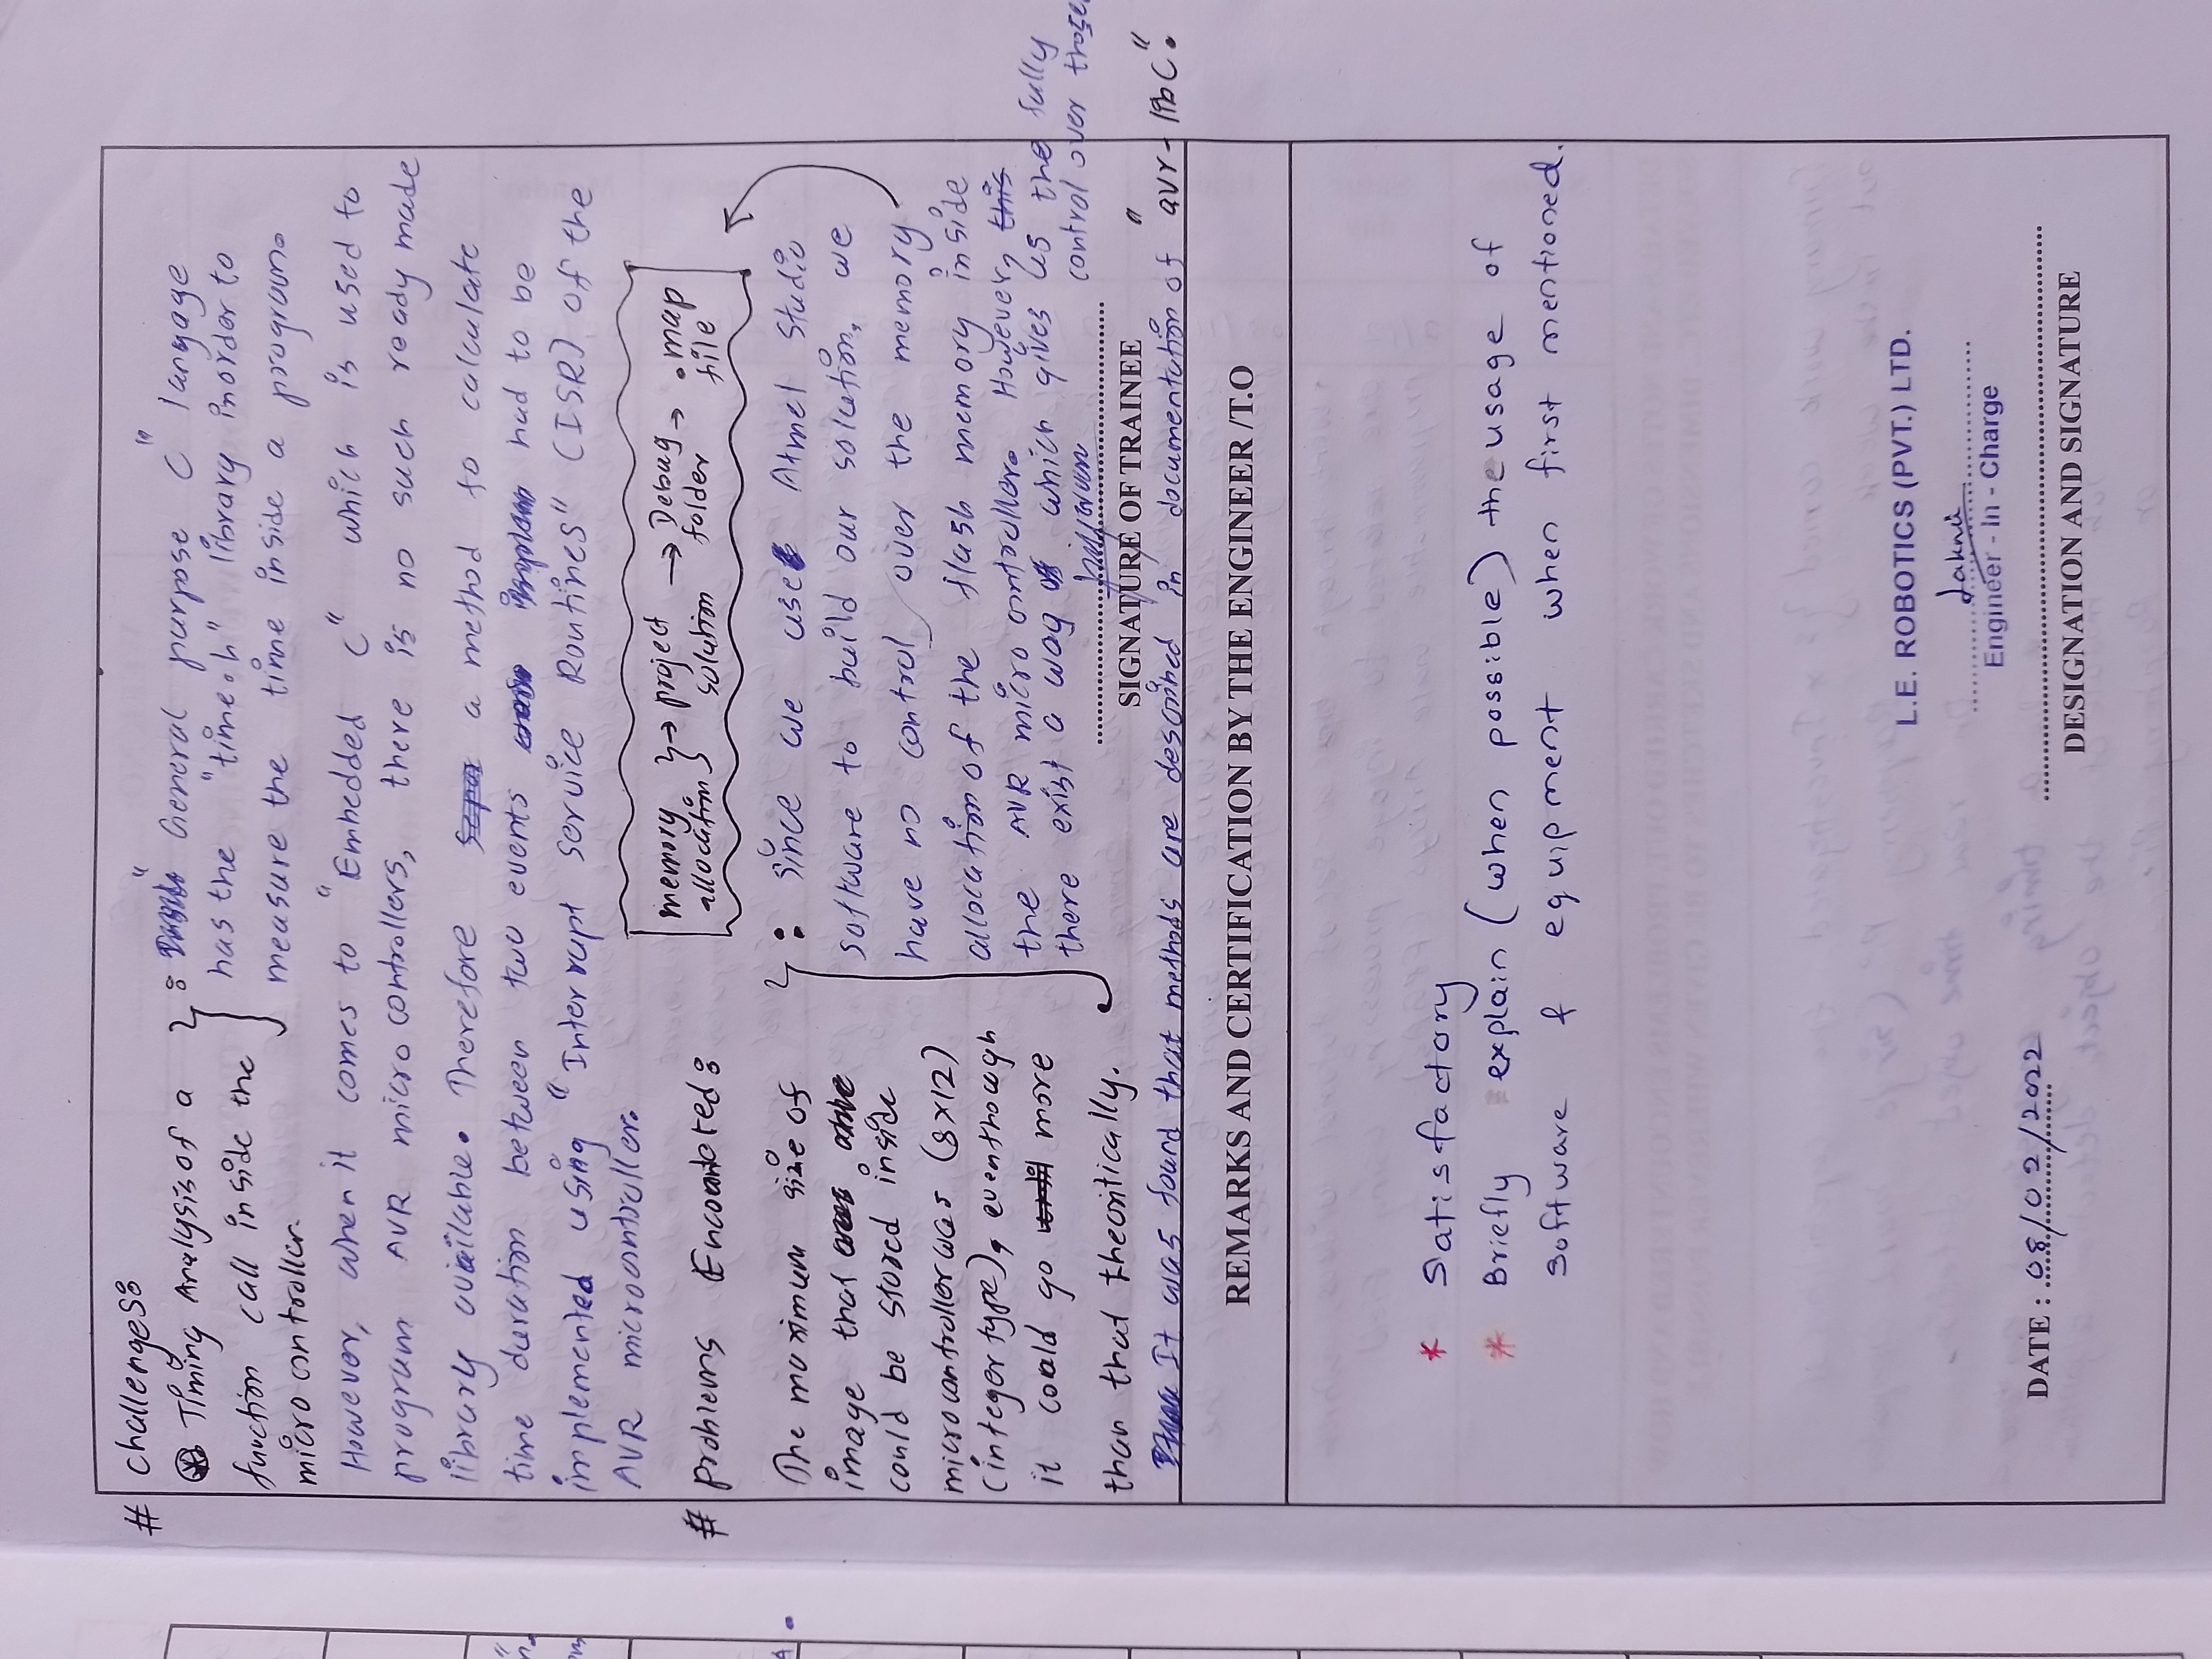 # Challenges:
⊛ Timing Analysis of a
function call inside the
microcontroller.
: "General purpose C" langage
has the "time.h" library inorder to
measure the time inside a program.
However, when it comes to "Embedded C" which is used to
program AVR microcontrollers, there is no such ready made
library available. Therefore a method to calculate
time duration between two events had to be
implemented using "Interrupt Service Routines" (ISR) of the
AVR microcontroller.
memory allocation } → project solution → Debug folder → .map file
# Problems Encountered:
The maximum size of
image that
could be stored inside
microcontroller was (8x12)
(integer type), eventhough
it could go more
than that theoritically.
: Since we use Atmel Studio
software to build our solution, we
have no control over the memory
allocation of the flash memory inside
the AVR microcontroller. However,
there exist a way which gives us the fully
control over those
SIGNATURE OF TRAINEE
It was found that methods are described in documentation of "avr-libC".
REMARKS AND CERTIFICATION BY THE ENGINEER /T.O
* Satisfactory
* Briefly explain (when possible) the usage of
software & equipment when first mentioned.
L.E. ROBOTICS (PVT.) LTD.
Engineer - In - Charge
DATE : 08/02/2022
DESIGNATION AND SIGNATURE